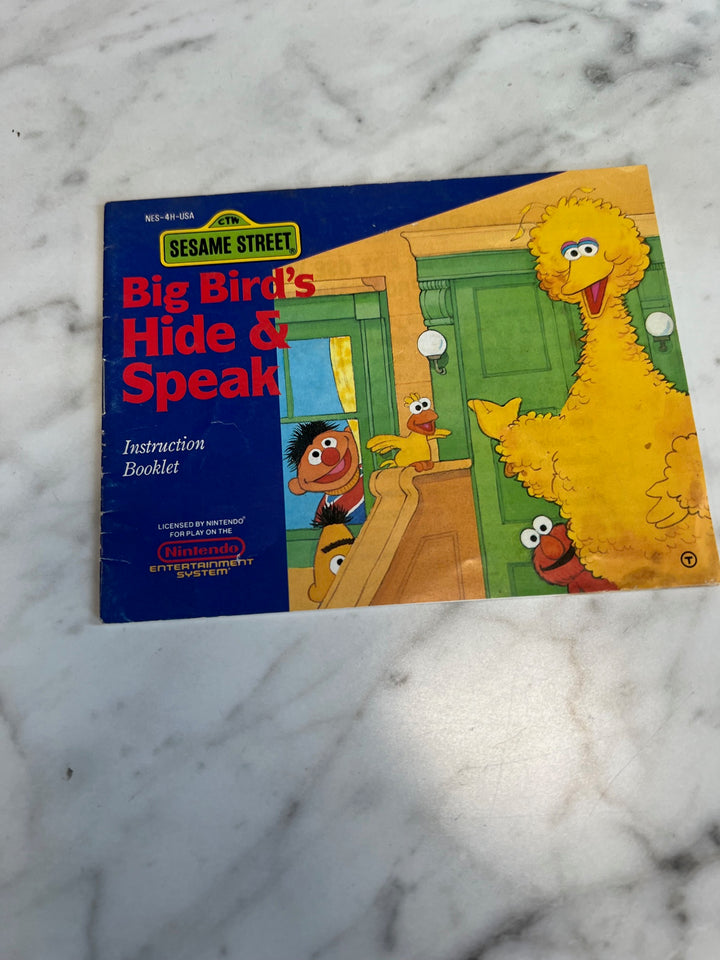 NES-4H-USA
CTW
SESAME STREET®
Big Bird's
Hide &
Speak
Instruction
Booklet
LICENSED BY NINTENDO®
FOR PLAY ON THE
Nintendo
ENTERTAINMENT
SYSTEM®
T